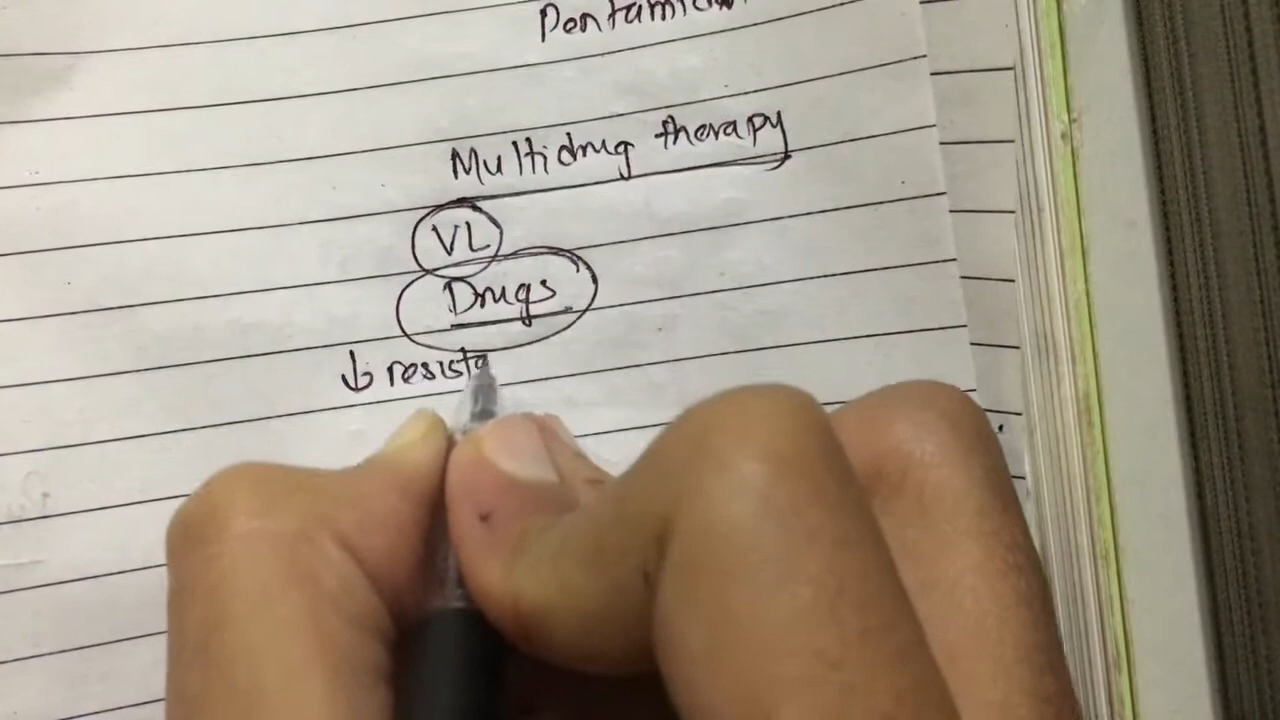 Multidrug therapy
VL
Drugs
↓ resista